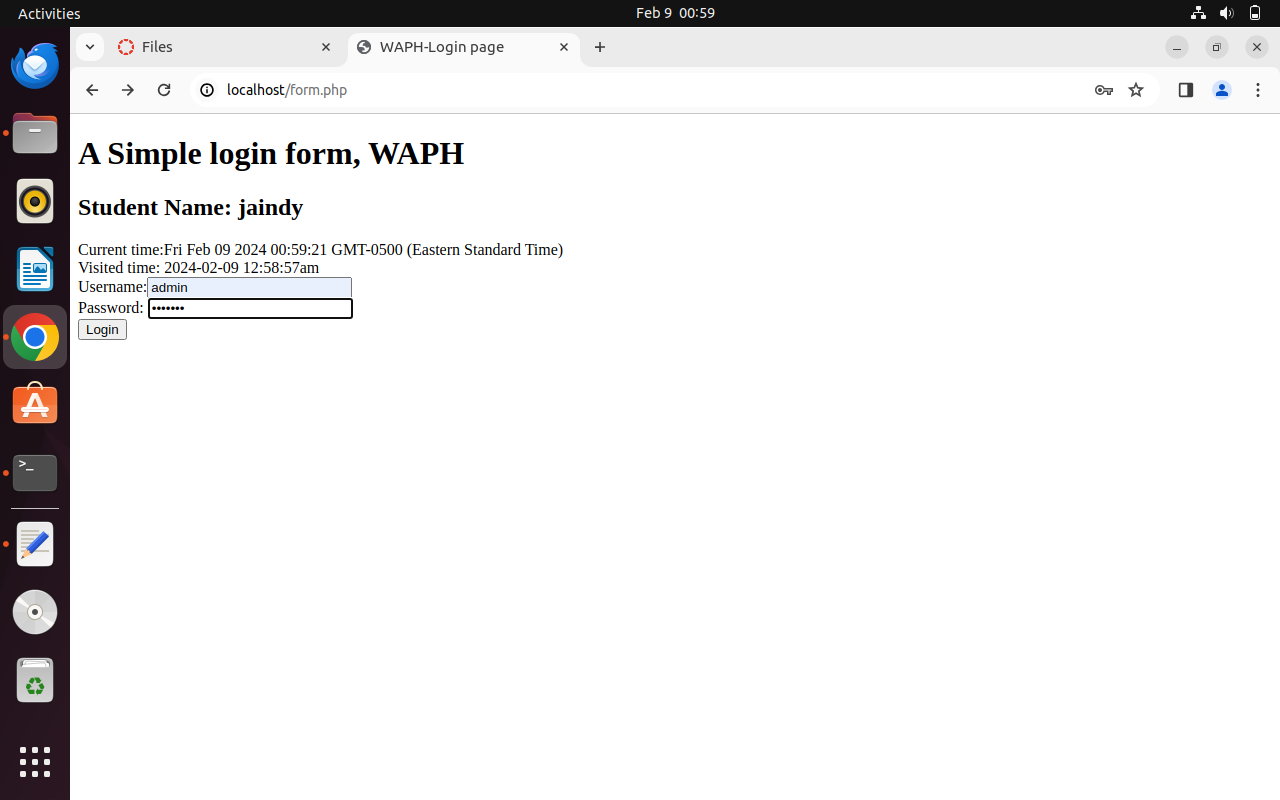 Activities
Feb 9 00:59
Files
WAPH-Login page
localhost/form.php
A Simple login form, WAPH
Student Name: jaindy
Current time:Fri Feb 09 2024 00:59:21 GMT-0500 (Eastern Standard Time)
Visited time: 2024-02-09 12:58:57am
Username:admin
Password: •••••••
Login